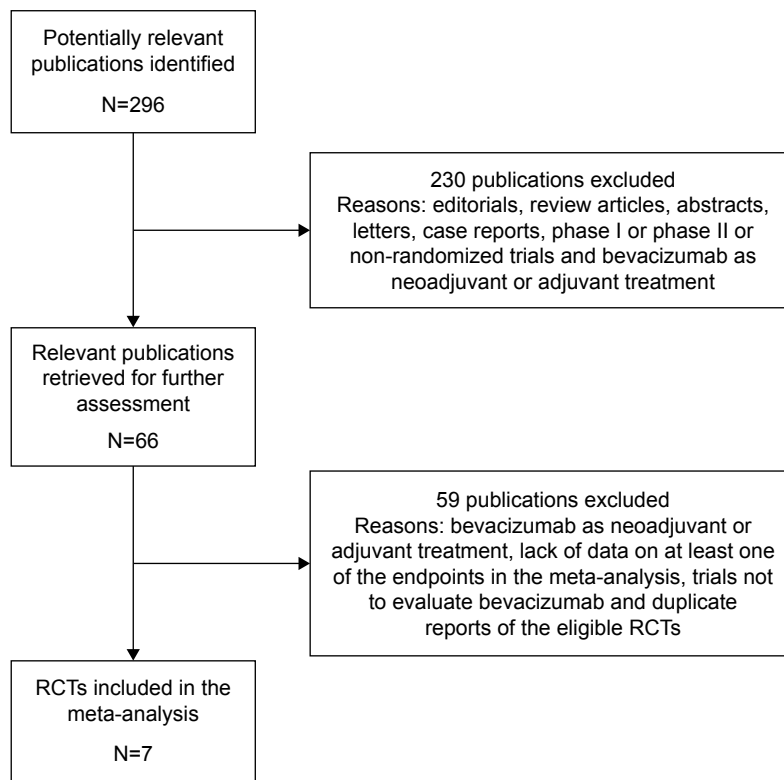 Potentially relevant
publications identified
N=296
230 publications excluded
Reasons: editorials, review articles, abstracts,
letters, case reports, phase I or phase II or
non-randomized trials and bevacizumab as
neoadjuvant or adjuvant treatment
Relevant publications
retrieved for further
assessment
N=66
59 publications excluded
Reasons: bevacizumab as neoadjuvant or
adjuvant treatment, lack of data on at least one
of the endpoints in the meta-analysis, trials not
to evaluate bevacizumab and duplicate
reports of the eligible RCTs
RCTs included in the
meta-analysis
N=7